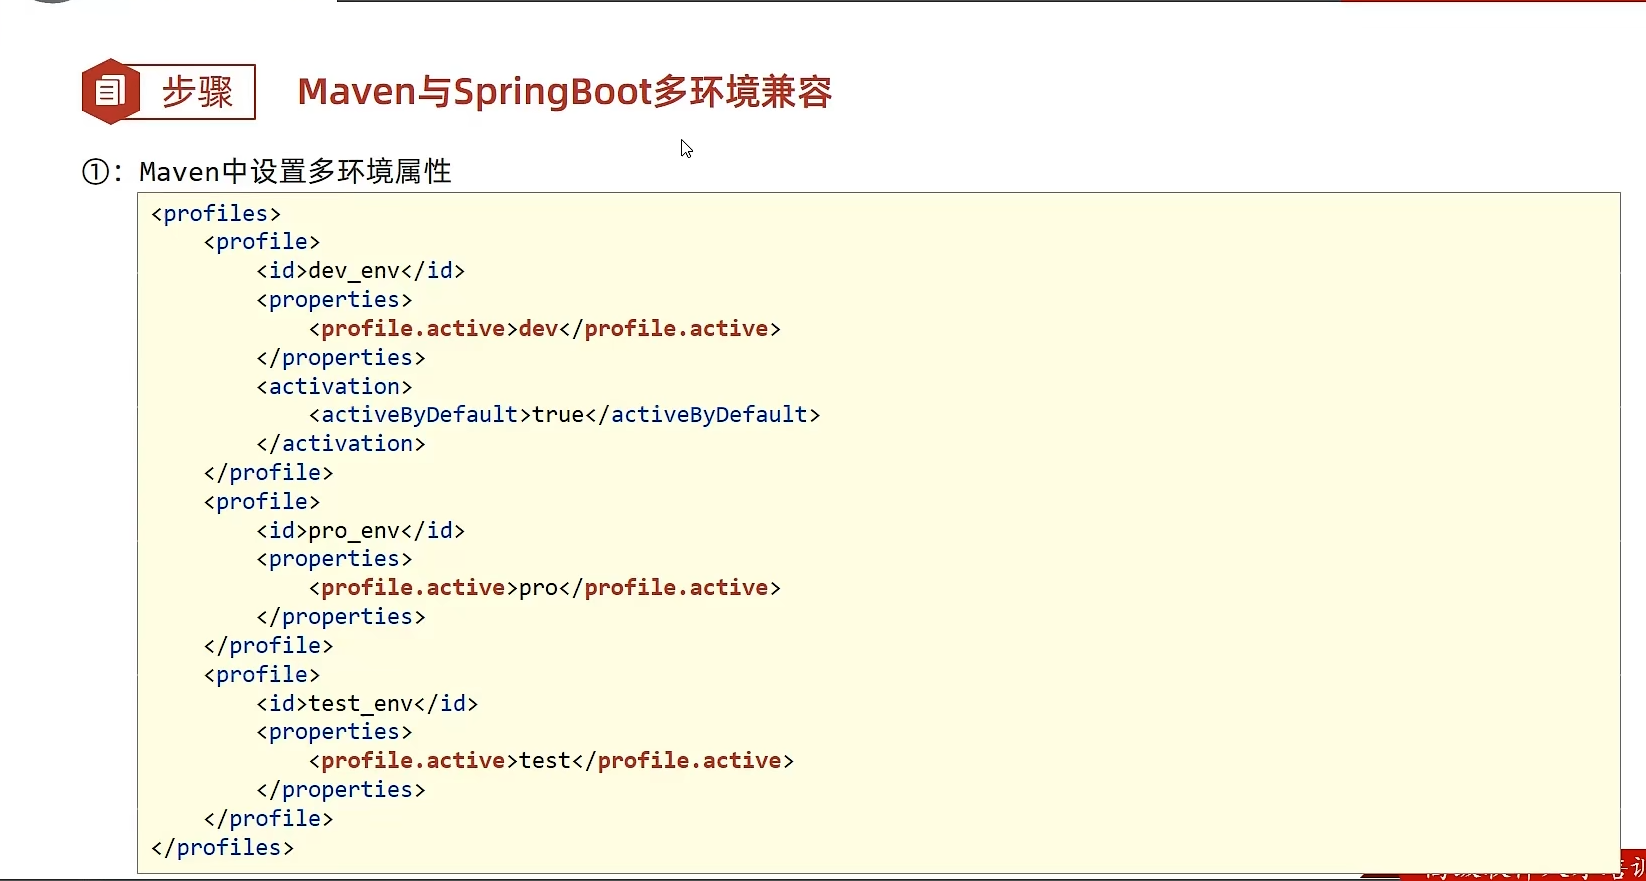 步骤
Maven与SpringBoot多环境兼容
①：Maven中设置多环境属性
<profiles>
    <profile>
        <id>dev_env</id>
        <properties>
            <profile.active>dev</profile.active>
        </properties>
        <activation>
            <activeByDefault>true</activeByDefault>
        </activation>
    </profile>
    <profile>
        <id>pro_env</id>
        <properties>
            <profile.active>pro</profile.active>
        </properties>
    </profile>
    <profile>
        <id>test_env</id>
        <properties>
            <profile.active>test</profile.active>
        </properties>
    </profile>
</profiles>